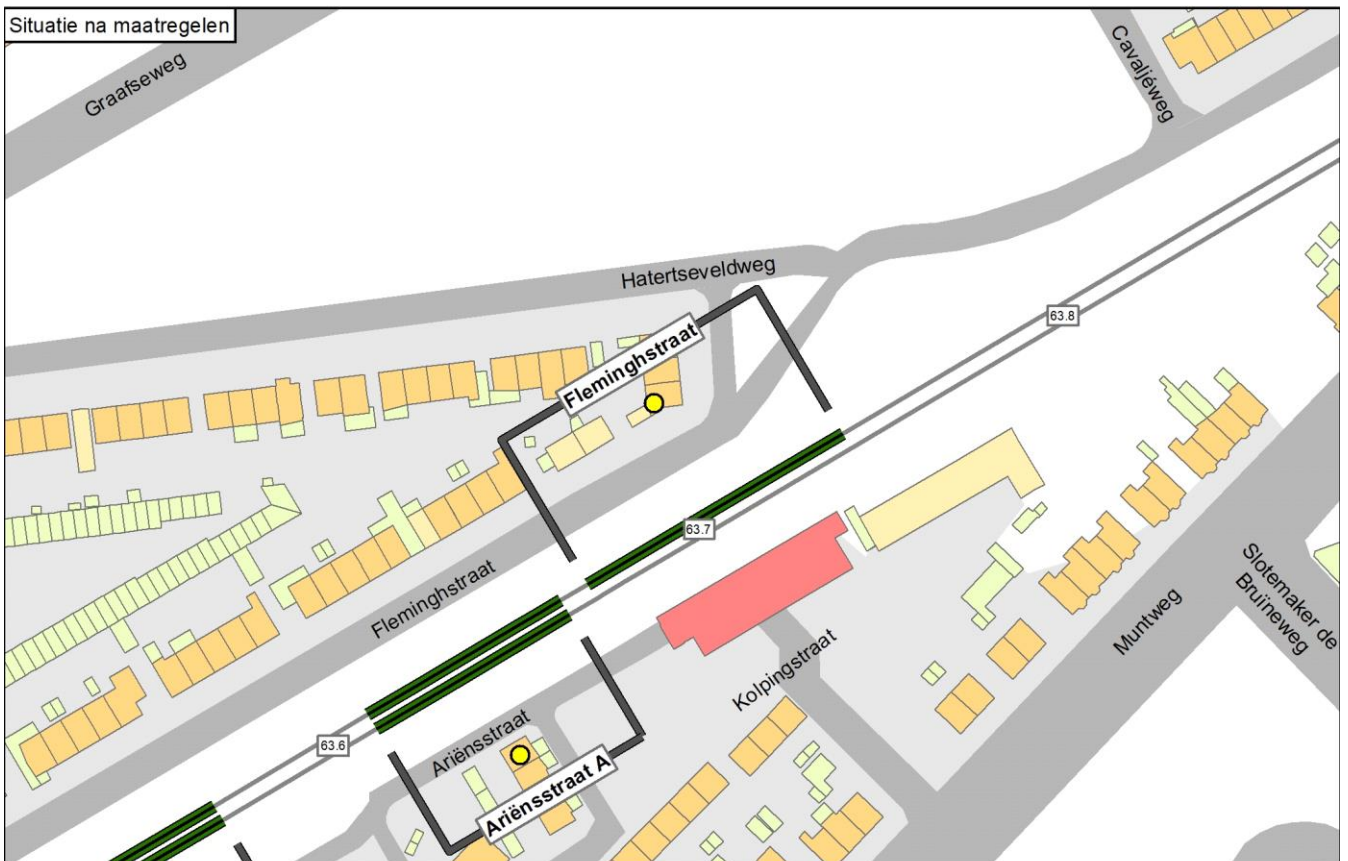 Situatie na maatregelen
Graafseweg
Cavaljéweg
Hatertseveldweg
63.8
Fleminghstraat
63.7
Fleminghstraat
Slotemaker de
Bruineweg
Muntweg
Kolpingstraat
Ariënsstraat
63.6
Ariënsstraat A